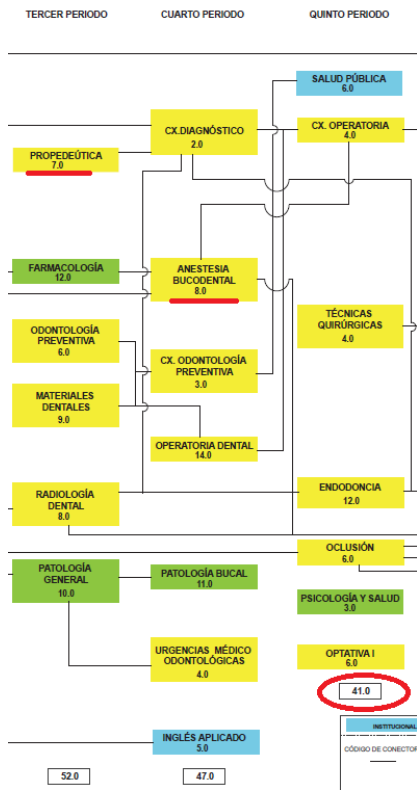 TERCER PERIODO
CUARTO PERIODO
QUINTO PERIODO
SALUD PÚBLICA
6.0
CX.DIAGNÓSTICO
2.0
CX. OPERATORIA
4.0
PROPEDEÚTICA
7.0
FARMACOLOGÍA
12.0
ANESTESIA
BUCODENTAL
8.0
ODONTOLOGÍA
PREVENTIVA
6.0
TÉCNICAS
QUIRÚRGICAS
4.0
CX. ODONTOLOGÍA
PREVENTIVA
3.0
MATERIALES
DENTALES
9.0
OPERATORIA DENTAL
14.0
RADIOLOGÍA
DENTAL
8.0
ENDODONCIA
12.0
OCLUSIÓN
6.0
PATOLOGÍA
GENERAL
10.0
PATOLOGÍA BUCAL
11.0
PSICOLOGÍA Y SALUD
3.0
URGENCIAS MÉDICO
ODONTOLÓGICAS
4.0
OPTATIVA I
6.0
41.0
INSTITUCIONAL
INGLÉS APLICADO
5.0
CÓDIGO DE CONECTOR
52.0
47.0